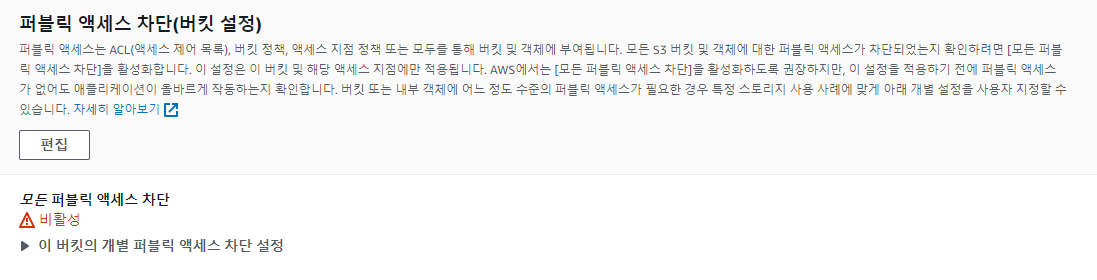 퍼블릭 액세스 차단(버킷 설정)
퍼블릭 액세스는 ACL(액세스 제어 목록), 버킷 정책, 액세스 지점 정책 또는 모두를 통해 버킷 및 객체에 부여됩니다. 모든 S3 버킷 및 객체에 대한 퍼블릭 액세스가 차단되었는지 확인하려면 [모든 퍼블
릭 액세스 차단]을 활성화합니다. 이 설정은 이 버킷 및 해당 액세스 지점에만 적용됩니다. AWS에서는 [모든 퍼블릭 액세스 차단]을 활성화하도록 권장하지만, 이 설정을 적용하기 전에 퍼블릭 액세스
가 없어도 애플리케이션이 올바르게 작동하는지 확인합니다. 버킷 또는 내부 객체에 어느 정도 수준의 퍼블릭 액세스가 필요한 경우 특정 스토리지 사용 사례에 맞게 아래 개별 설정을 사용자 지정할 수
있습니다. 자세히 알아보기
편집
모든 퍼블릭 액세스 차단
비활성
이 버킷의 개별 퍼블릭 액세스 차단 설정